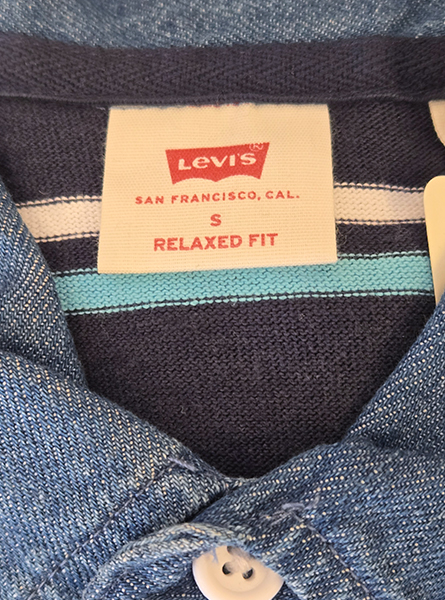 Levi's®
SAN FRANCISCO, CAL.
S
RELAXED FIT